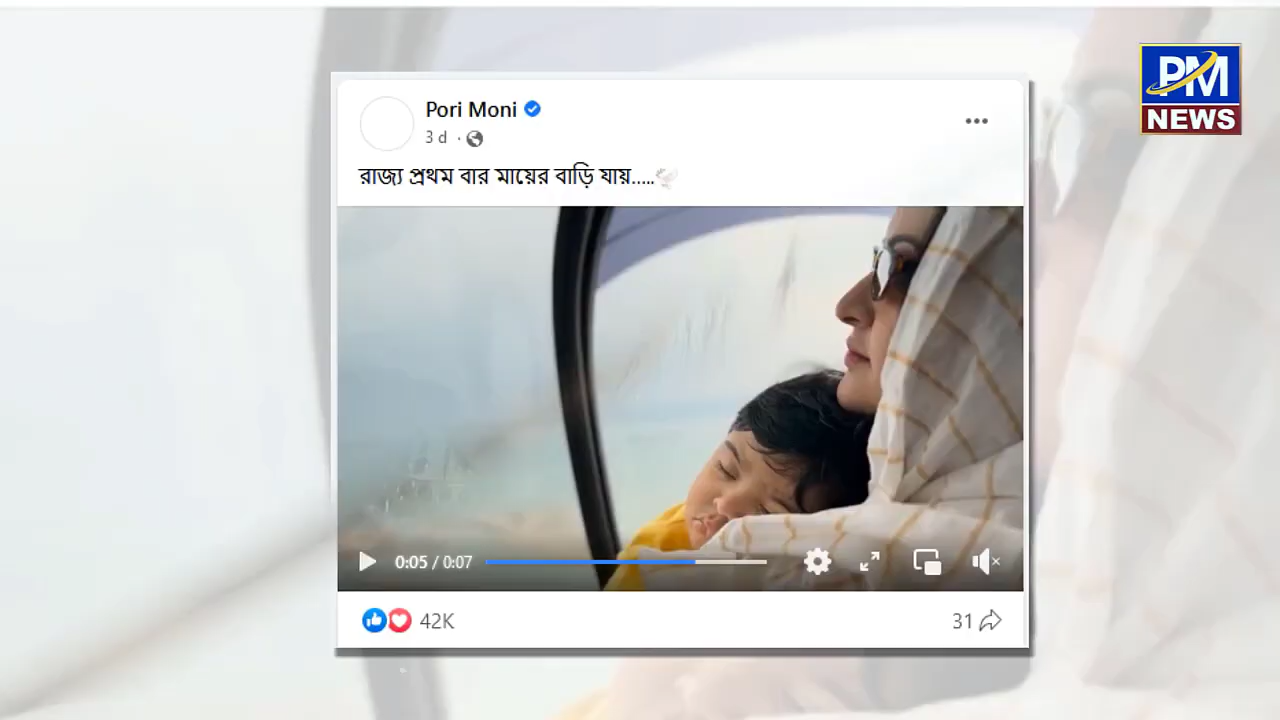 PM
NEWS
Pori Moni
3 d ·
রাজ্য প্রথম বার মায়ের বাড়ি যায়.....🕊️
0:05 / 0:07
42K
31